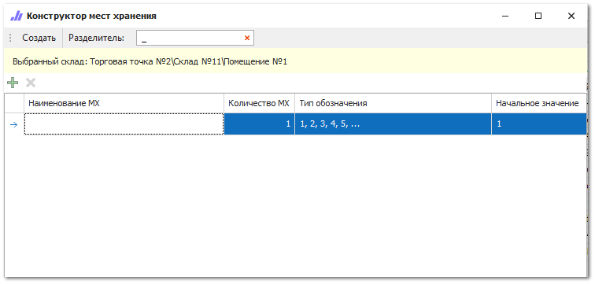 Конструктор мест хранения
Создать Разделитель: _
Выбранный склад: Торговая точка №2\Склад №11\Помещение №1
Наименование МХ Количество МХ Тип обозначения Начальное значение
1 1, 2, 3, 4, 5, ... 1